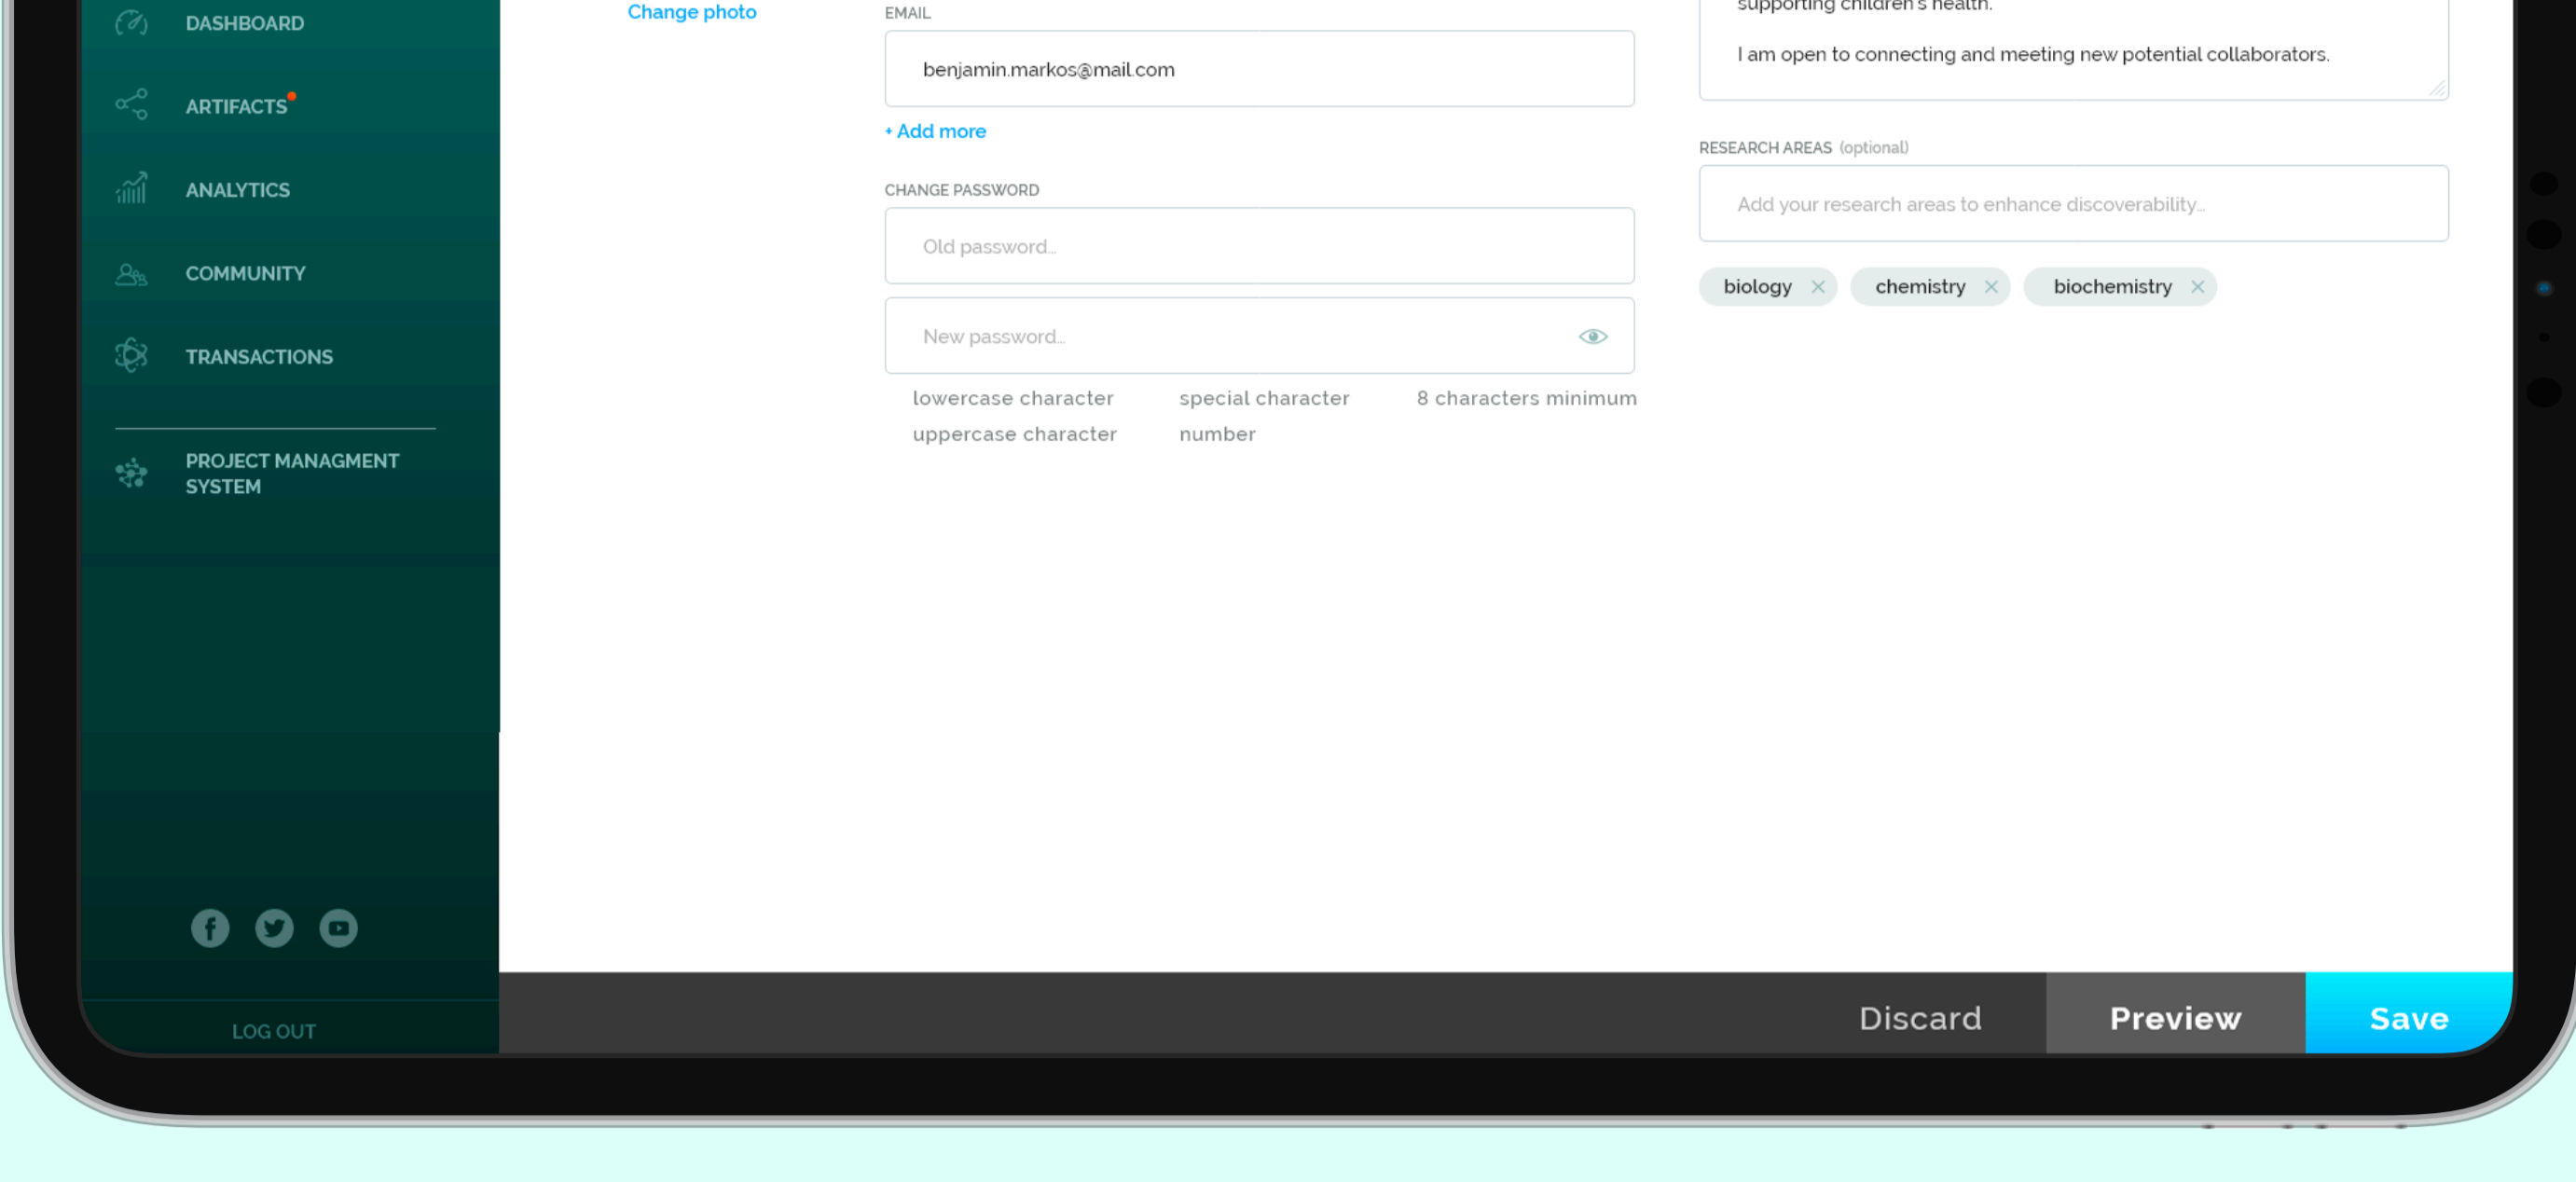 DASHBOARD
ARTIFACTS
ANALYTICS
COMMUNITY
TRANSACTIONS
PROJECT MANAGMENT
SYSTEM
LOG OUT
Change photo
EMAIL
benjamin.markos@mail.com
+ Add more
CHANGE PASSWORD
Old password...
New password...
lowercase character special character 8 characters minimum
uppercase character number
supporting children's health.
I am open to connecting and meeting new potential collaborators.
RESEARCH AREAS (optional)
Add your research areas to enhance discoverability...
biology chemistry biochemistry
Discard Preview Save